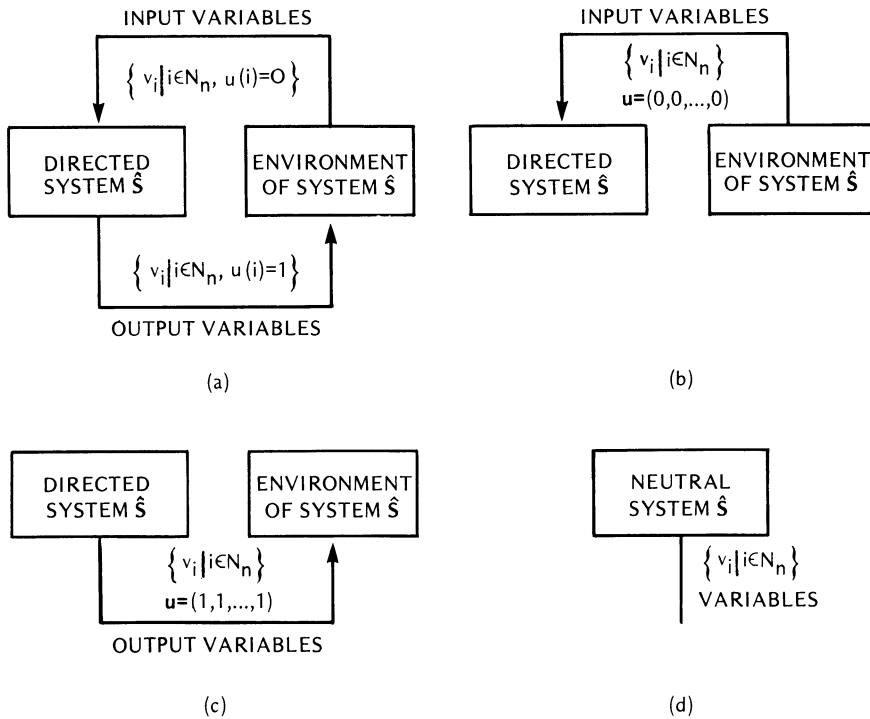 INPUT VARIABLES
{ v_i | i∈N_n, u(i)=O }
DIRECTED
SYSTEM Ŝ
ENVIRONMENT
OF SYSTEM Ŝ
{ v_i | i∈N_n, u(i)=1 }
OUTPUT VARIABLES
(a)
INPUT VARIABLES
{ v_i | i∈N_n }
u=(0,0,...,0)
DIRECTED
SYSTEM Ŝ
ENVIRONMENT
OF SYSTEM Ŝ
(b)
DIRECTED
SYSTEM Ŝ
ENVIRONMENT
OF SYSTEM Ŝ
{ v_i | i∈N_n }
u=(1,1,...,1)
OUTPUT VARIABLES
(c)
NEUTRAL
SYSTEM Ŝ
{ v_i | i∈N_n }
VARIABLES
(d)